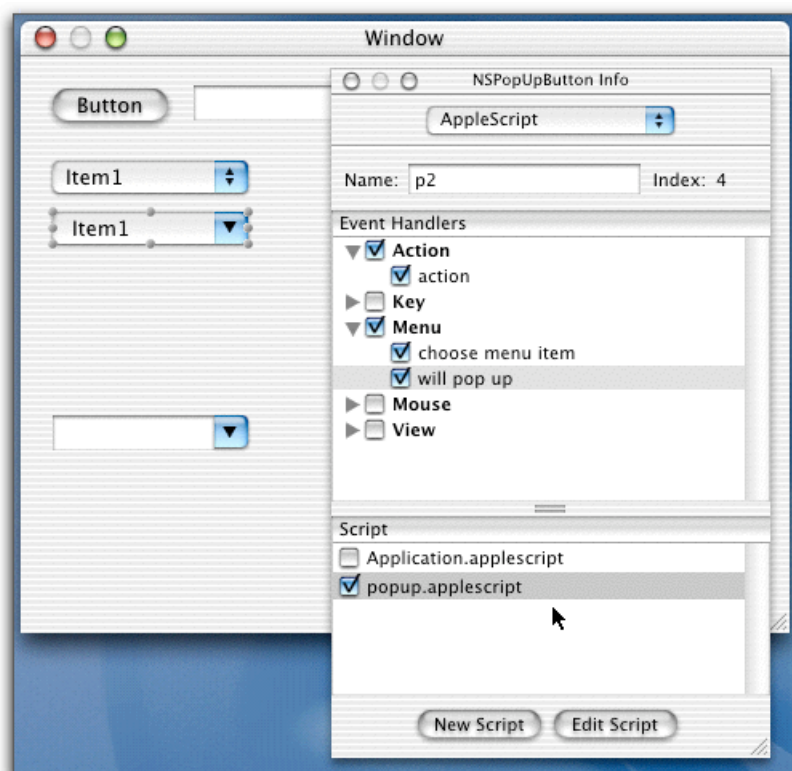 Window
Button
Item1
Item1
NSPopUpButton Info
AppleScript
Name: p2 Index: 4
Event Handlers
Action
action
Key
Menu
choose menu item
will pop up
Mouse
View
Script
Application.applescript
popup.applescript
New Script Edit Script